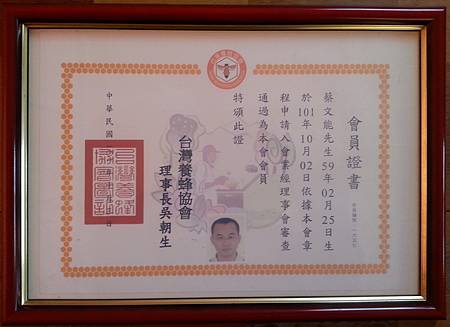 會員證書
蔡文能先生59年02月25日生
於101年10月02日依據本會章
程申請入會業經理事會審查
通過為本會會員
特頒此證
台灣養蜂協會
理事長吳朝生
中華民國